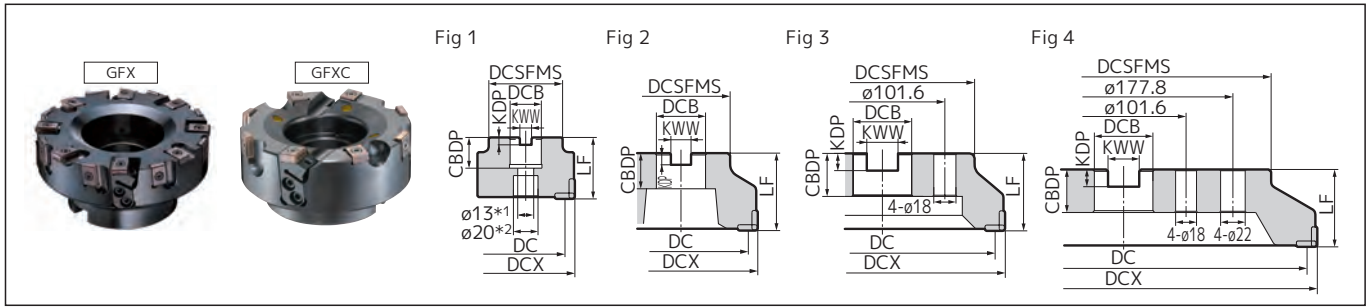 GFX
GFXC
Fig 1
DCSFMS
DCB
KWW
KDP
CBDP
LF
ø13*1
ø20*2
DC
DCX
Fig 2
DCSFMS
DCB
KWW
KDP
CBDP
LF
DC
DCX
Fig 3
DCSFMS
ø101.6
DCB
KWW
KDP
CBDP
LF
4-ø18
DC
DCX
Fig 4
DCSFMS
ø177.8
ø101.6
DCB
KWW
KDP
CBDP
LF
4-ø18
4-ø22
DC
DCX